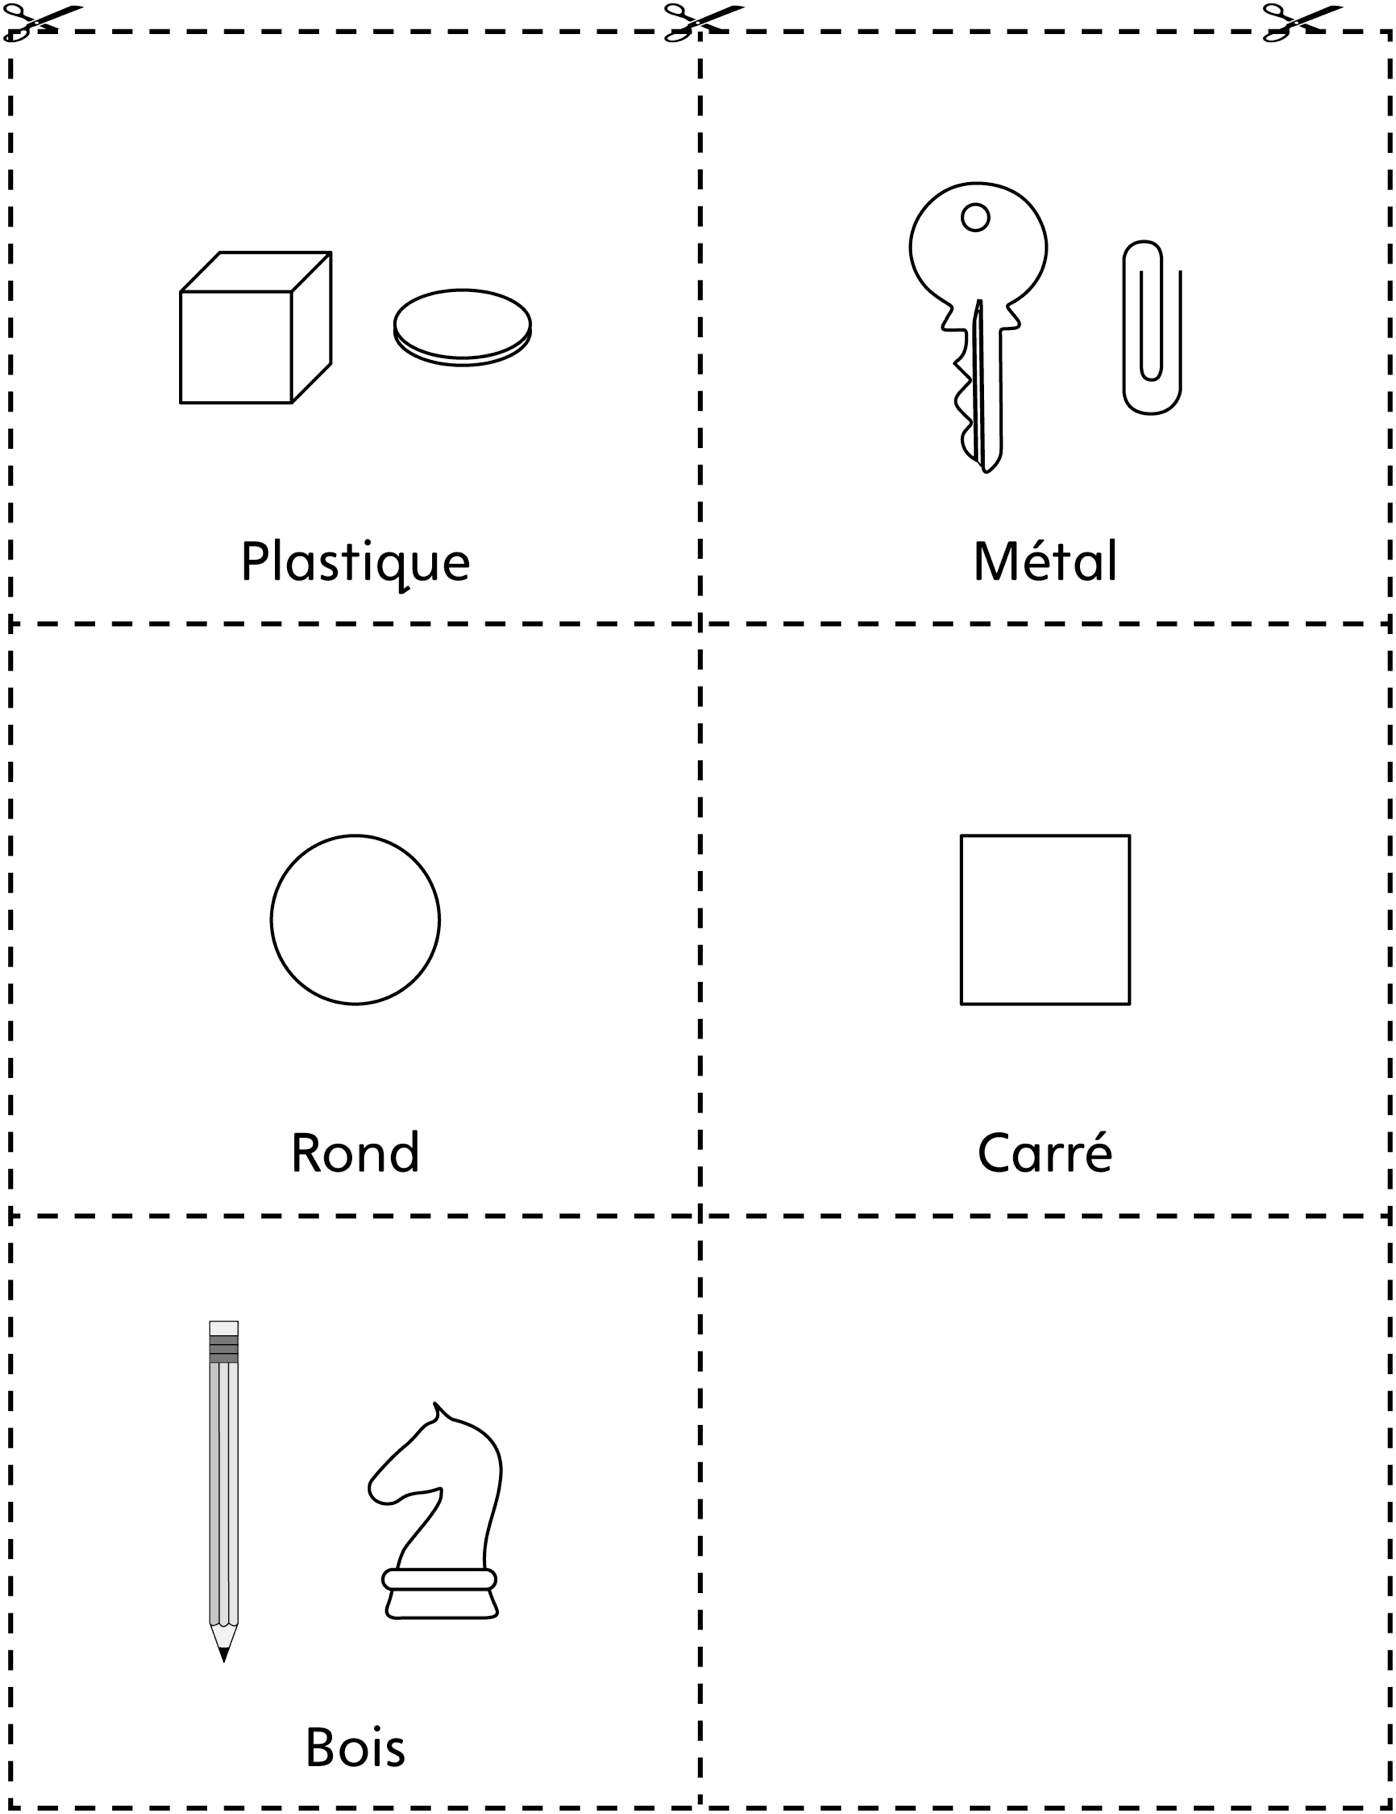 Plastique
Métal
Rond
Carré
Bois